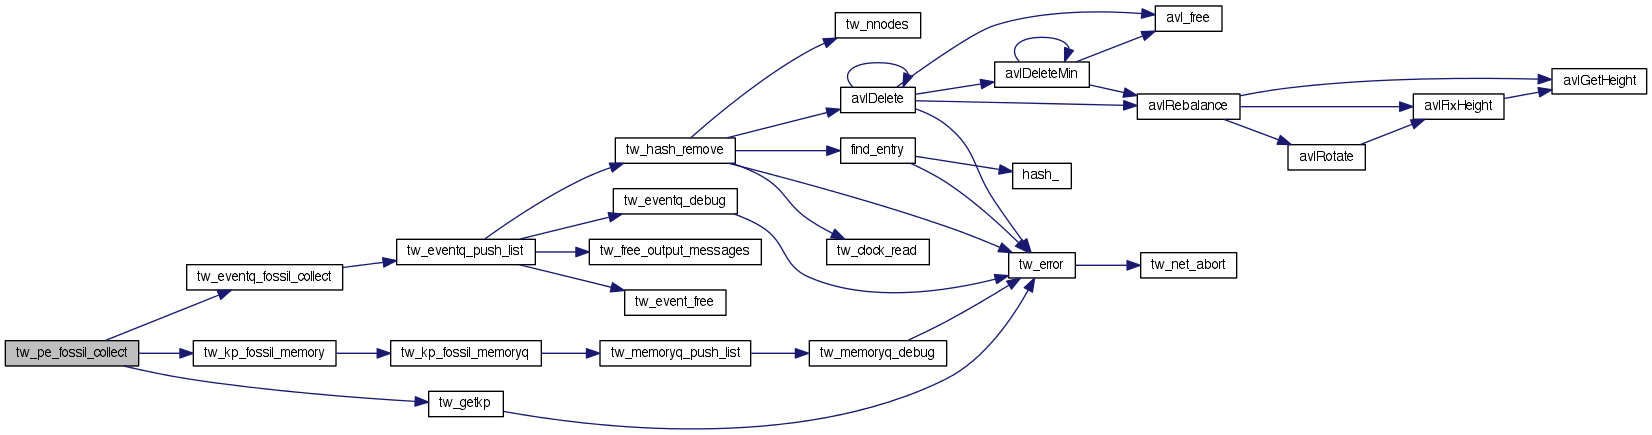 tw_nnodes
avl_free
avlDeleteMin
avlGetHeight
avlDelete
avlRebalance
avlFixHeight
tw_hash_remove
find_entry
avlRotate
hash_
tw_eventq_debug
tw_eventq_push_list
tw_free_output_messages
tw_clock_read
tw_error
tw_net_abort
tw_eventq_fossil_collect
tw_event_free
tw_pe_fossil_collect
tw_kp_fossil_memory
tw_kp_fossil_memoryq
tw_memoryq_push_list
tw_memoryq_debug
tw_getkp